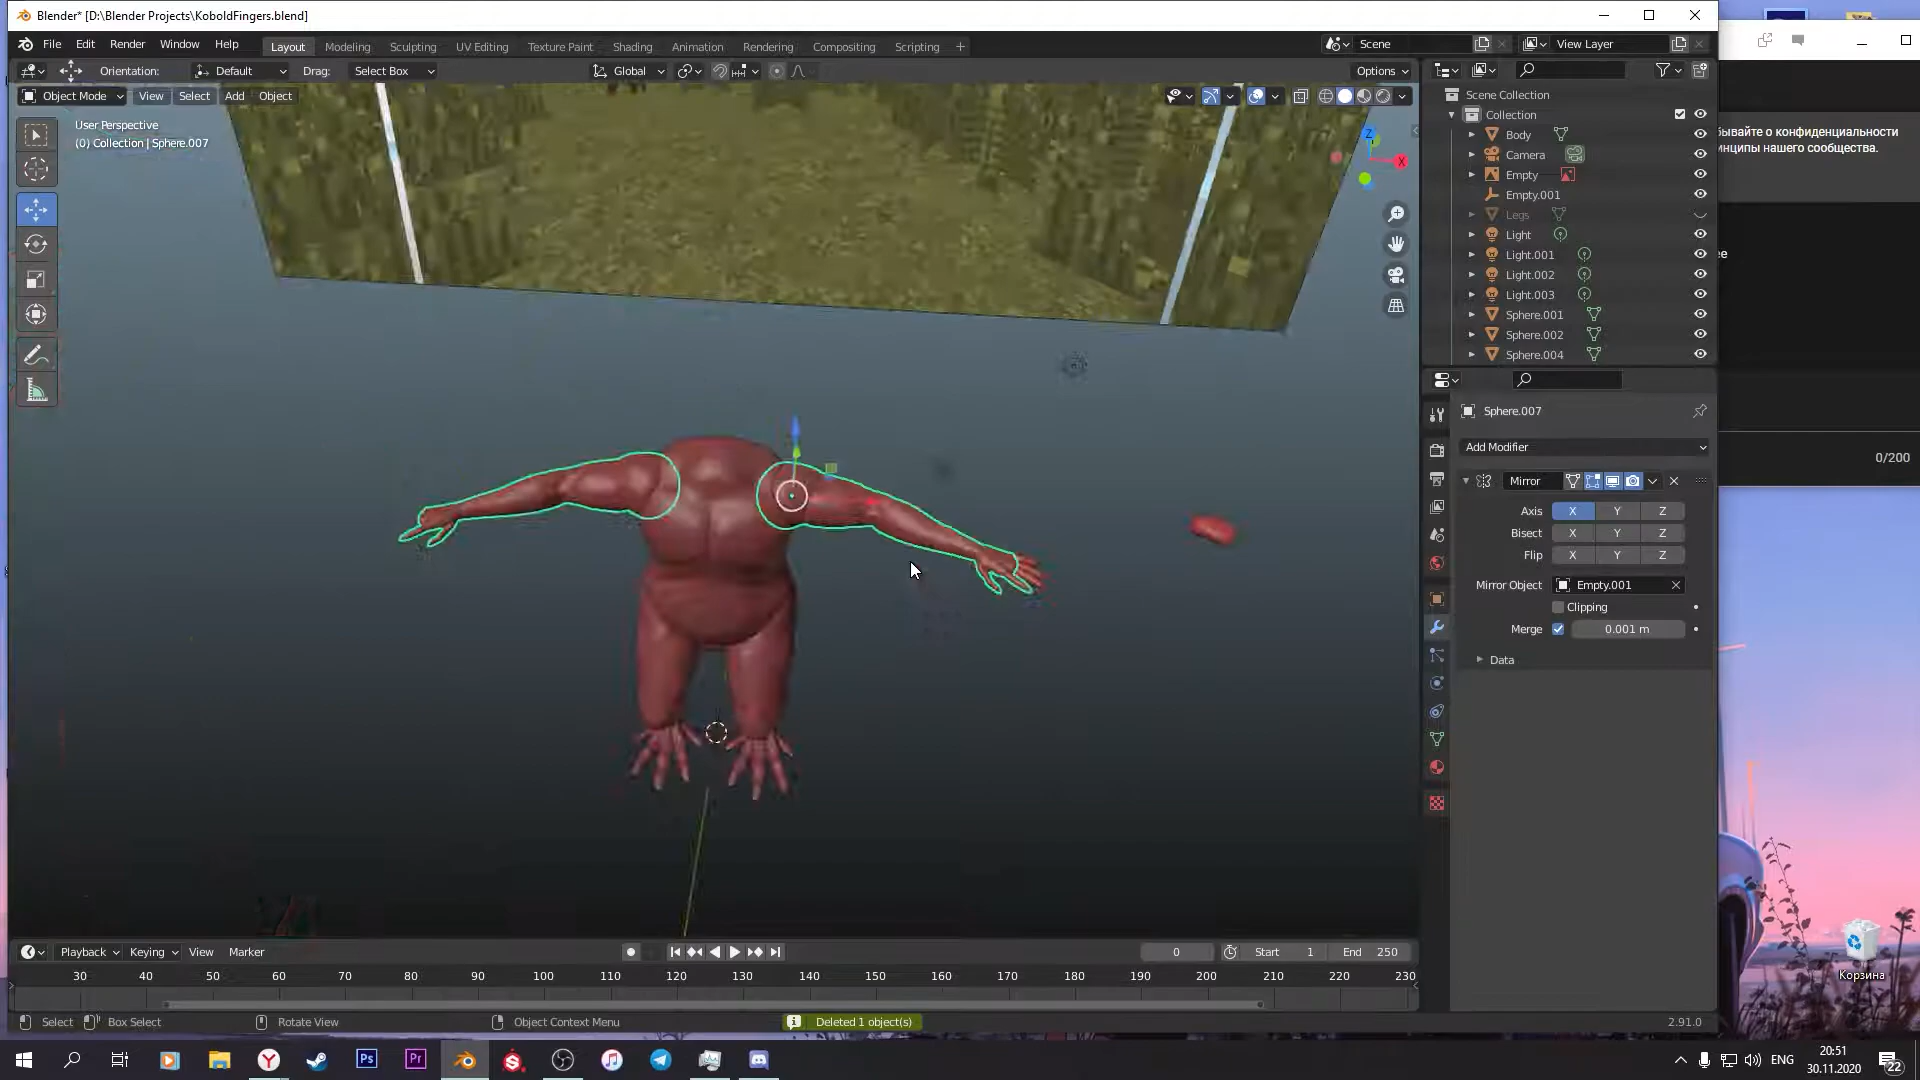 Blender* [D:\Blender Projects\KoboldFingers.blend]
File Edit Render Window Help
Layout Modeling Sculpting UV Editing Texture Paint Shading Animation Rendering Compositing Scripting +
Scene View Layer
Orientation: Default Drag: Select Box
Global
Options
Object Mode View Select Add Object
User Perspective
(0) Collection | Sphere.007
Z
X
Scene Collection
Collection
Body
Camera
Empty
Empty.001
Legs
Light
Light.001
Light.002
Light.003
Sphere.001
Sphere.002
Sphere.004
Sphere.007
Add Modifier
Mirror
Axis X Y Z
Bisect X Y Z
Flip X Y Z
Mirror Object Empty.001
Clipping
Merge 0.001 m
Data
бывайте о конфиденциальности
инципы нашего сообщества.
ее
0/200
Корзина
Playback Keying View Marker
0 Start 1 End 250
30 40 50 60 70 80 90 100 110 120 130 140 150 160 170 180 190 200 210 220 230
Select Box Select Rotate View Object Context Menu
Deleted 1 object(s)
2.91.0
Ps Pr
ENG
20:51
30.11.2020
22